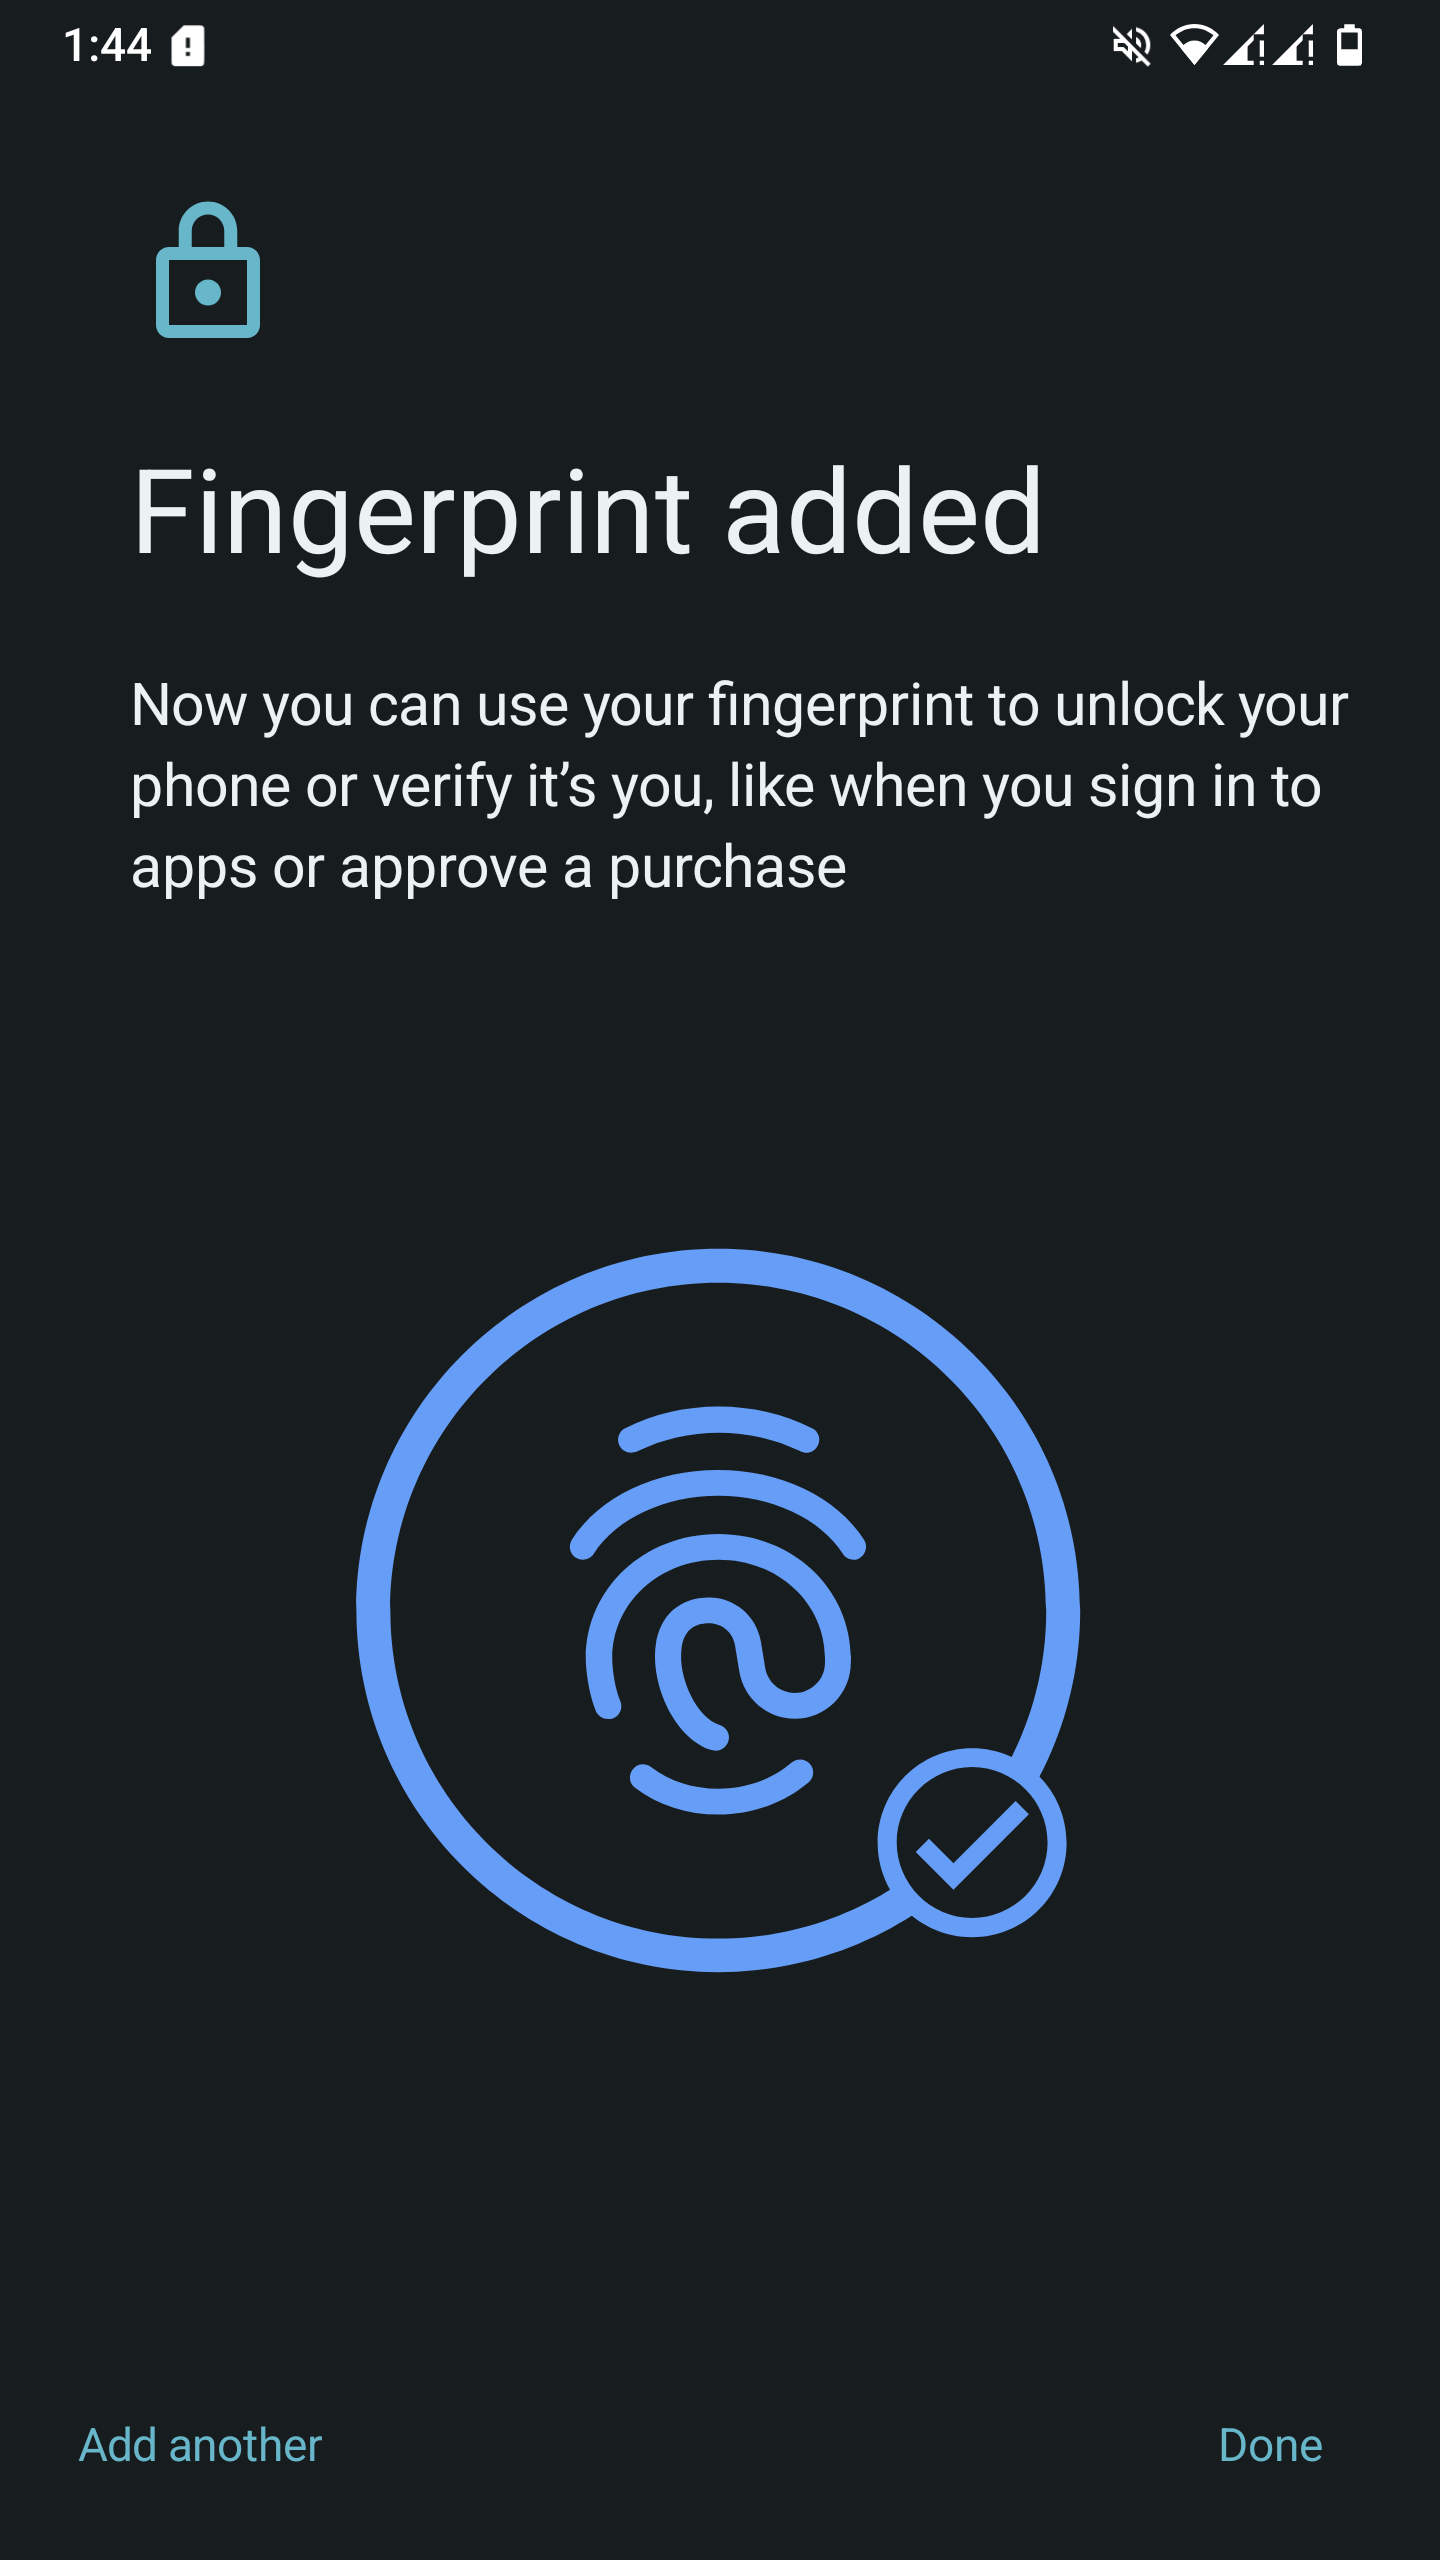 1:44
Fingerprint added
Now you can use your fingerprint to unlock your
phone or verify it’s you, like when you sign in to
apps or approve a purchase
Add another
Done